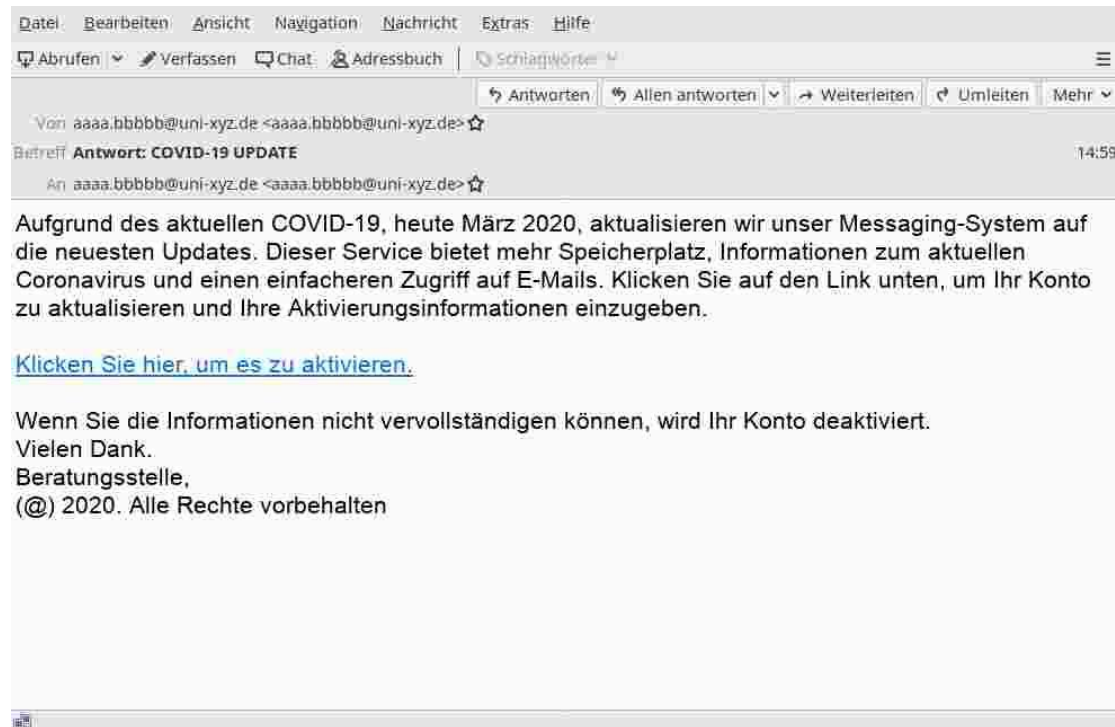 Datei Bearbeiten Ansicht Navigation Nachricht Extras Hilfe
Abrufen Verfassen Chat Adressbuch Schlagwörter
Antworten Allen antworten Weiterleiten Umleiten Mehr
Von aaaa.bbbbb@uni-xyz.de <aaaa.bbbbb@uni-xyz.de>
Betreff Antwort: COVID-19 UPDATE 14:59
An aaaa.bbbbb@uni-xyz.de <aaaa.bbbbb@uni-xyz.de>
Aufgrund des aktuellen COVID-19, heute März 2020, aktualisieren wir unser Messaging-System auf
die neuesten Updates. Dieser Service bietet mehr Speicherplatz, Informationen zum aktuellen
Coronavirus und einen einfacheren Zugriff auf E-Mails. Klicken Sie auf den Link unten, um Ihr Konto
zu aktualisieren und Ihre Aktivierungsinformationen einzugeben.
Klicken Sie hier, um es zu aktivieren.
Wenn Sie die Informationen nicht vervollständigen können, wird Ihr Konto deaktiviert.
Vielen Dank.
Beratungsstelle,
(@) 2020. Alle Rechte vorbehalten